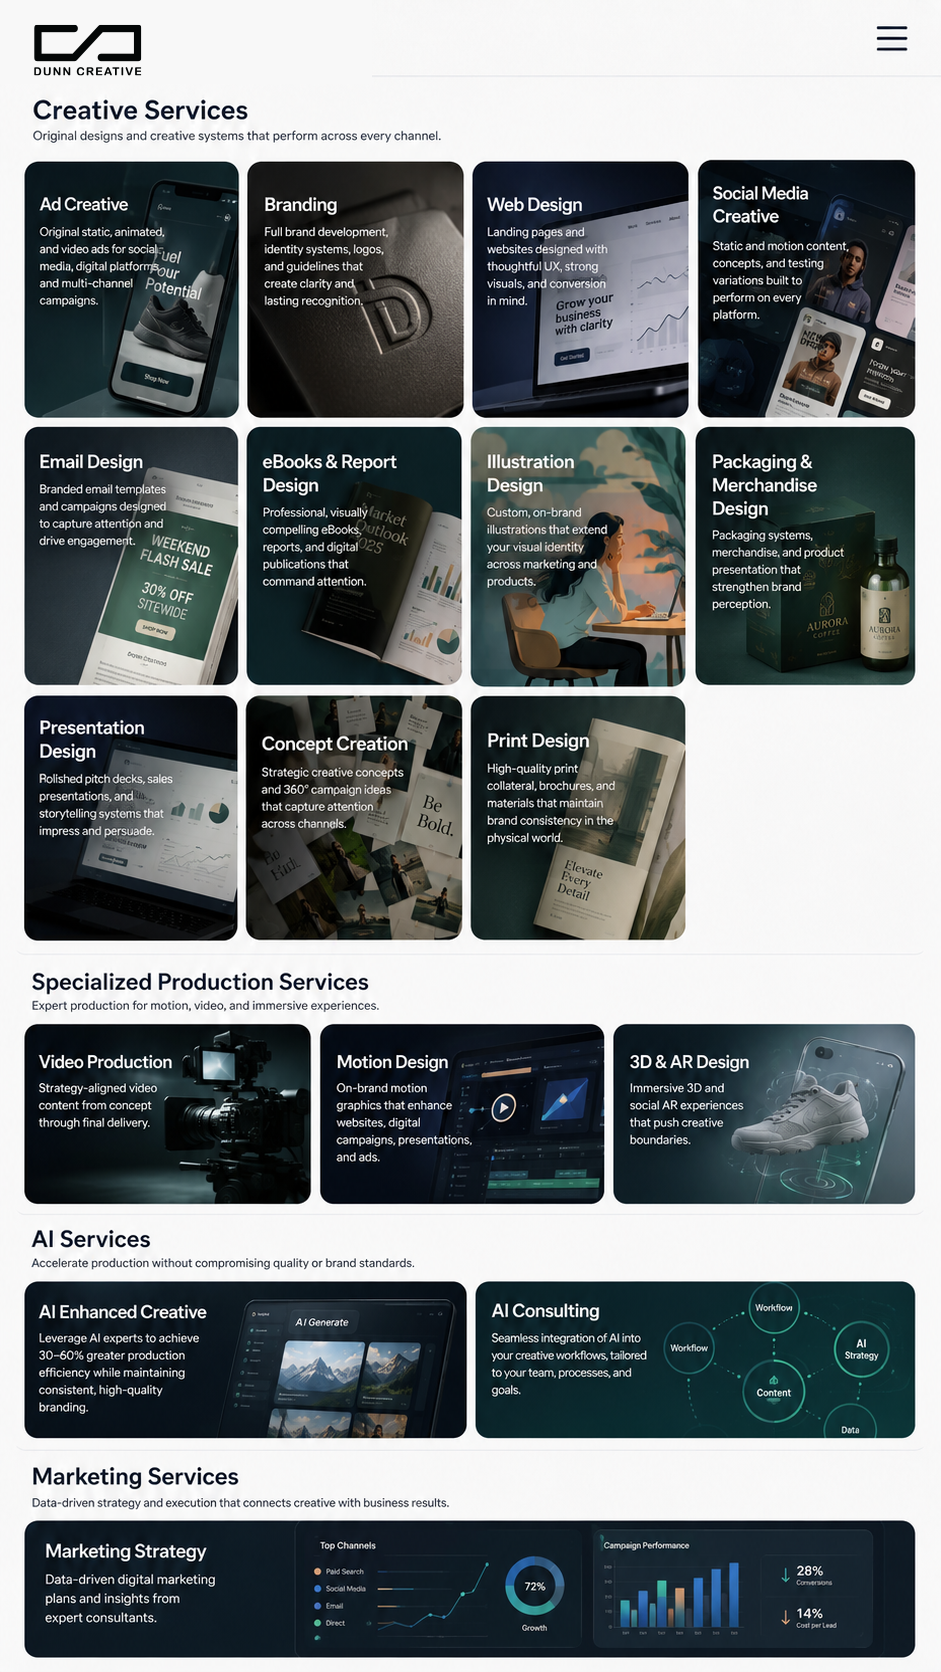 DUNN CREATIVE
Creative Services
Original designs and creative systems that perform across every channel.
Ad Creative
Original static, animated,
and video ads for social
media, digital platforms
and multi-channel
campaigns.
Fuel
Your
Potential
Shop Now
Branding
Full brand development,
identity systems, logos,
and guidelines that
create clarity and
lasting recognition.
D
Web Design
Landing pages and
websites designed with
thoughtful UX, strong
visuals, and conversion
in mind.
Grow your
business
with clarity
Get Started
Social Media
Creative
Static and motion content,
concepts, and testing
variations built to
perform on every
platform.
NEW
Email Design
Branded email templates
and campaigns designed
to capture attention and
drive engagement.
WEEKEND
FLASH SALE
30% OFF
SITEWIDE
SHOP NOW
eBooks & Report
Design
Professional, visually
compelling eBooks,
reports, and digital
publications that
command attention.
Market
Outlook
Illustration
Design
Custom, on-brand
illustrations that extend
your visual identity
across marketing and
products.
Packaging &
Merchandise
Design
Packaging systems,
merchandise, and product
presentation that
strengthen brand
perception.
AURORA
COFFEE
AURORA
COFFEE
Presentation
Design
Polished pitch decks, sales
presentations, and
storytelling systems that
impress and persuade.
Concept Creation
Strategic creative concepts
and 360° campaign ideas
that capture attention
across channels.
Be
Bold.
Print Design
High-quality print
collateral, brochures, and
materials that maintain
brand consistency in the
physical world.
Elevate
Every
Detail
Specialized Production Services
Expert production for motion, video, and immersive experiences.
Video Production
Strategy-aligned video
content from concept
through final delivery.
Motion Design
On-brand motion
graphics that enhance
websites, digital
campaigns, presentations,
and ads.
3D & AR Design
Immersive 3D and
social AR experiences
that push creative
boundaries.
AI Services
Accelerate production without compromising quality or brand standards.
AI Enhanced Creative
Leverage AI experts to achieve
30–60% greater production
efficiency while maintaining
consistent, high-quality
branding.
AI Generate
AI Consulting
Seamless integration of AI into
your creative workflows, tailored
to your team, processes, and
goals.
Workflow
Workflow
AI
Strategy
Content
Data
Marketing Services
Data-driven strategy and execution that connects creative with business results.
Marketing Strategy
Data-driven digital marketing
plans and insights from
expert consultants.
Top Channels
Paid Search
Social Media
Email
Direct
72%
Growth
Campaign Performance
28%
Conversions
14%
Cost per Lead